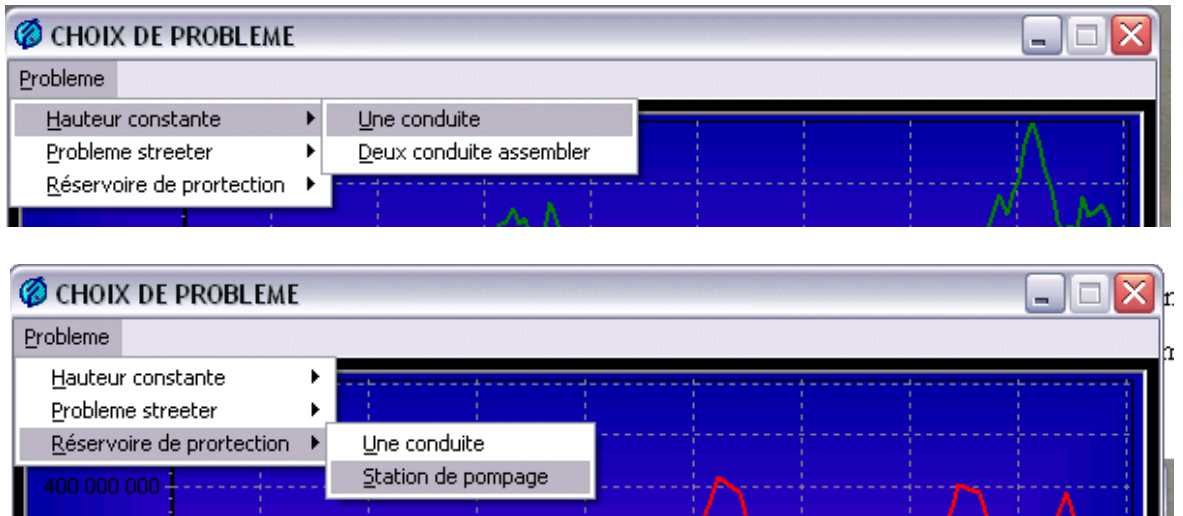 CHOIX DE PROBLEME
Probleme
Hauteur constante
Une conduite
Probleme streeter
Deux conduite assembler
Réservoire de prortection
CHOIX DE PROBLEME
Probleme
Hauteur constante
Probleme streeter
Réservoire de prortection
Une conduite
Station de pompage
400 000 000